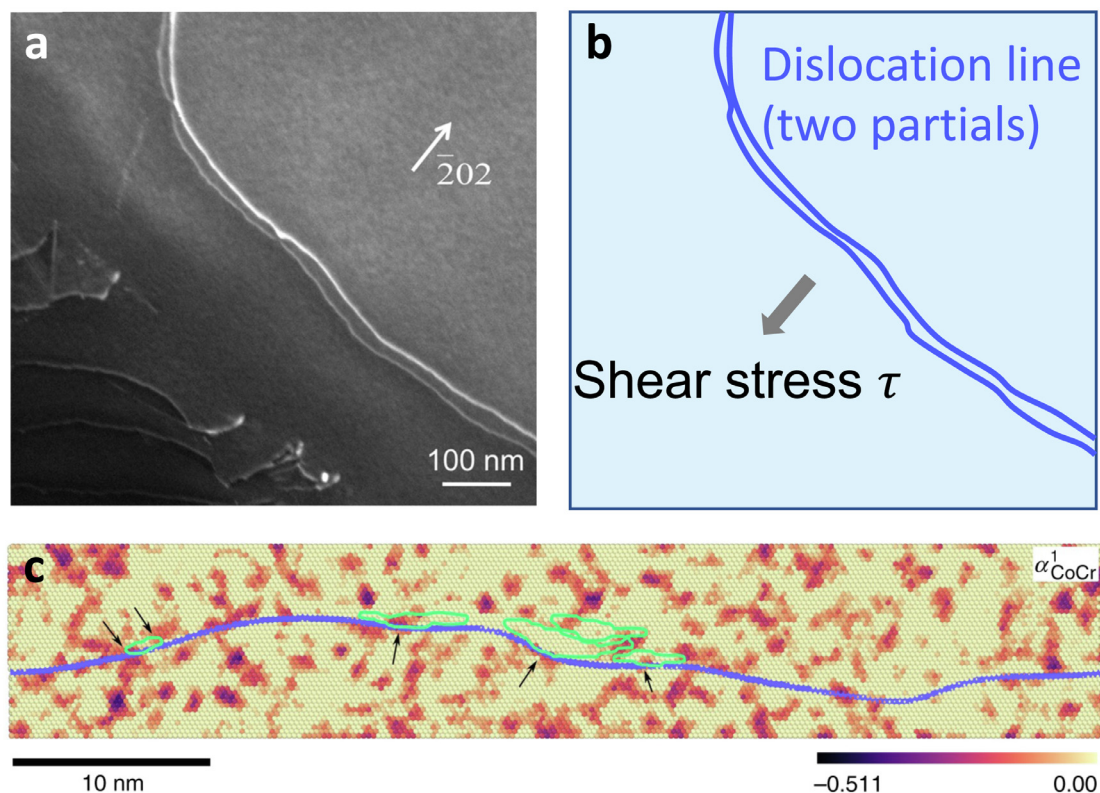 a
2̅02
100 nm
b
Dislocation line
(two partials)
Shear stress τ
c
α¹CoCr
10 nm
−0.511
0.00